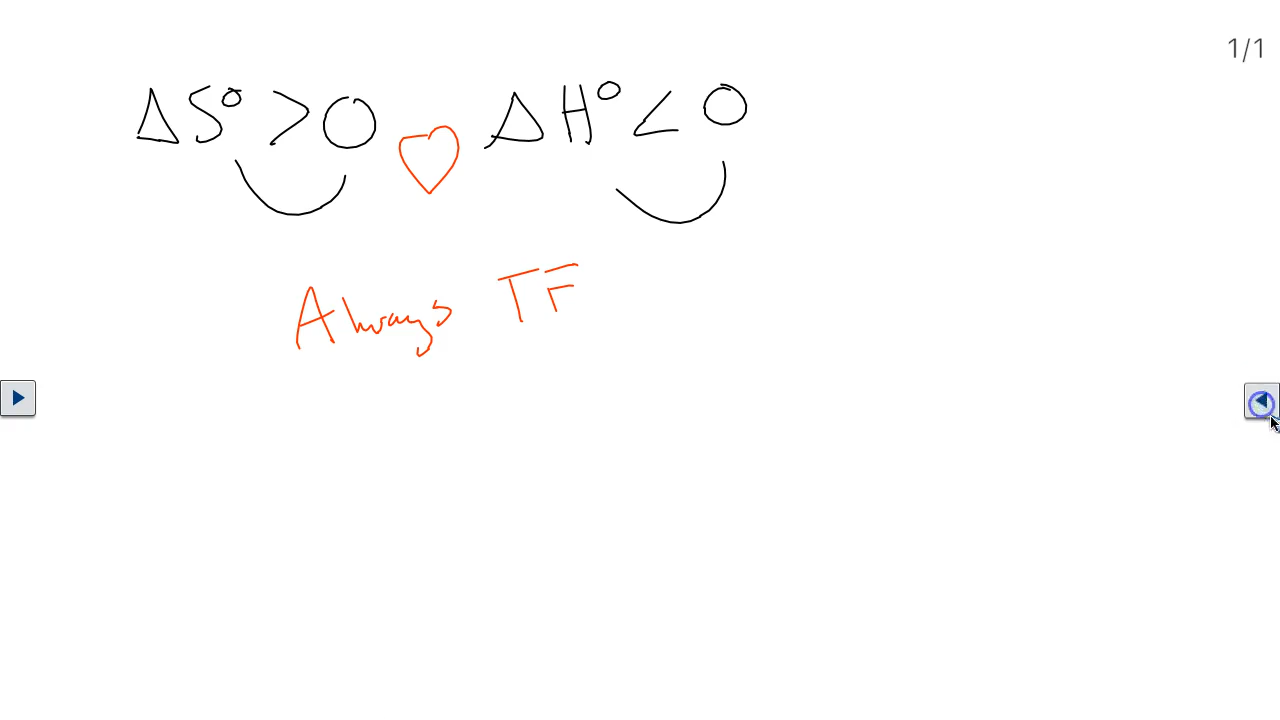 1/1
ΔS° > 0 ♡ ΔH° < 0
Always TF